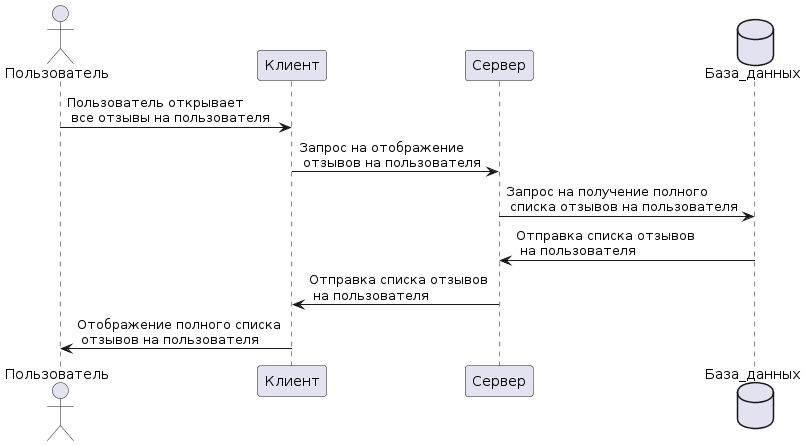 Пользователь
Клиент
Сервер
База_данных
Пользователь открывает
все отзывы на пользователя
Запрос на отображение
отзывов на пользователя
Запрос на получение полного
списка отзывов на пользователя
Отправка списка отзывов
на пользователя
Отправка списка отзывов
на пользователя
Отображение полного списка
отзывов на пользователя
Пользователь
Клиент
Сервер
База_данных